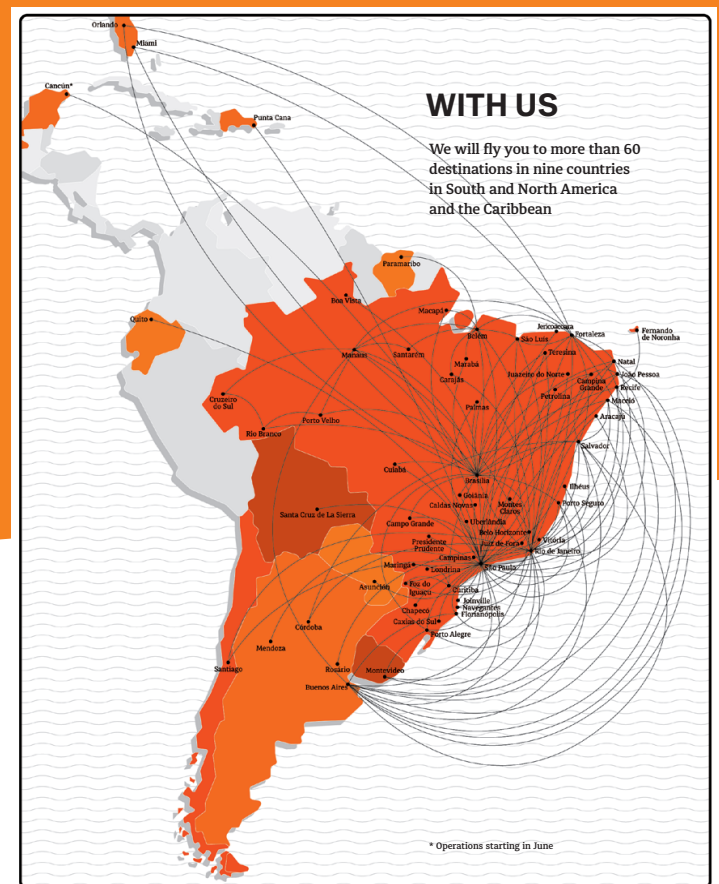 Orlando
Miami
Cancún*
Punta Cana
WITH US
We will fly you to more than 60
destinations in nine countries
in South and North America
and the Caribbean
Paramaribo
Boa Vista
Macapá
Quito
Belém
Jericoacoara
Fortaleza
São Luís
Fernando
de Noronha
Manaus
Santarém
Teresina
Marabá
Natal
Garajás
Juazeiro do Norte
João Pessoa
Campina
Grande
Recife
Cruzeiro
do Sul
Petrolina
Maceió
Palmas
Aracaju
Porto Velho
Rio Branco
Salvador
Cuiabá
Brasília
Ilhéus
Goiânia
Caldas Novas
Montes
Claros
Porto Seguro
Santa Cruz de La Sierra
Campo Grande
Uberlândia
Belo Horizonte
Vitória
Presidente
Prudente
Juiz de Fora
Rio de Janeiro
Campinas
São Paulo
Maringá
Londrina
Asunción
Foz do
Iguaçu
Curitiba
Chapecó
Joinville
Navegantes
Florianópolis
Caxias do Sul
Córdoba
Porto Alegre
Mendoza
Santiago
Rosário
Montevideo
Buenos Aires
* Operations starting in June